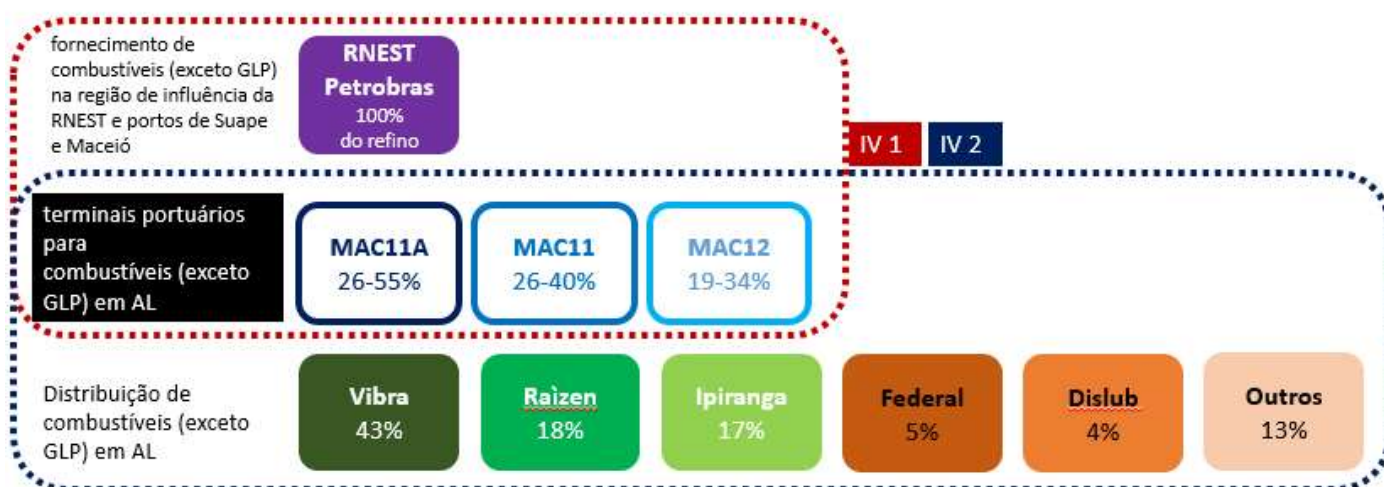 fornecimento de
combustíveis (exceto GLP)
na região de influência da
RNEST e portos de Suape
e Maceió
RNEST
Petrobras
100%
do refino
IV 1
IV 2
terminais portuários
para
combustíveis (exceto
GLP) em AL
MAC11A
26-55%
MAC11
26-40%
MAC12
19-34%
Distribuição de
combustíveis (exceto
GLP) em AL
Vibra
43%
Raìzen
18%
Ipiranga
17%
Federal
5%
Dislub
4%
Outros
13%